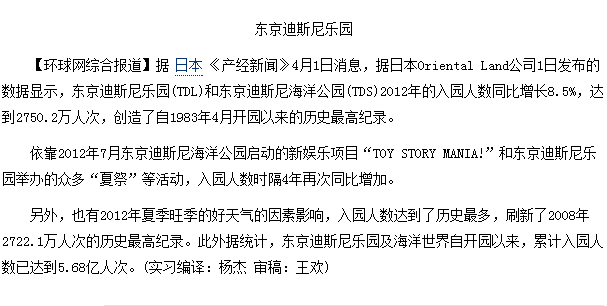 东京迪斯尼乐园
【环球网综合报道】据 日本 《产经新闻》4月1日消息，据日本Oriental Land公司1日发布的
数据显示，东京迪斯尼乐园(TDL)和东京迪斯尼海洋公园(TDS)2012年的入园人数同比增长8.5%，达
到2750.2万人次，创造了自1983年4月开园以来的历史最高纪录。
依靠2012年7月东京迪斯尼海洋公园启动的新娱乐项目“TOY STORY MANIA!”和东京迪斯尼乐
园举办的众多“夏祭”等活动，入园人数时隔4年再次同比增加。
另外，也有2012年夏季旺季的好天气的因素影响，入园人数达到了历史最多，刷新了2008年
2722.1万人次的历史最高纪录。此外据统计，东京迪斯尼乐园及海洋世界自开园以来，累计入园人
数已达到5.68亿人次。(实习编译：杨杰 审稿：王欢)